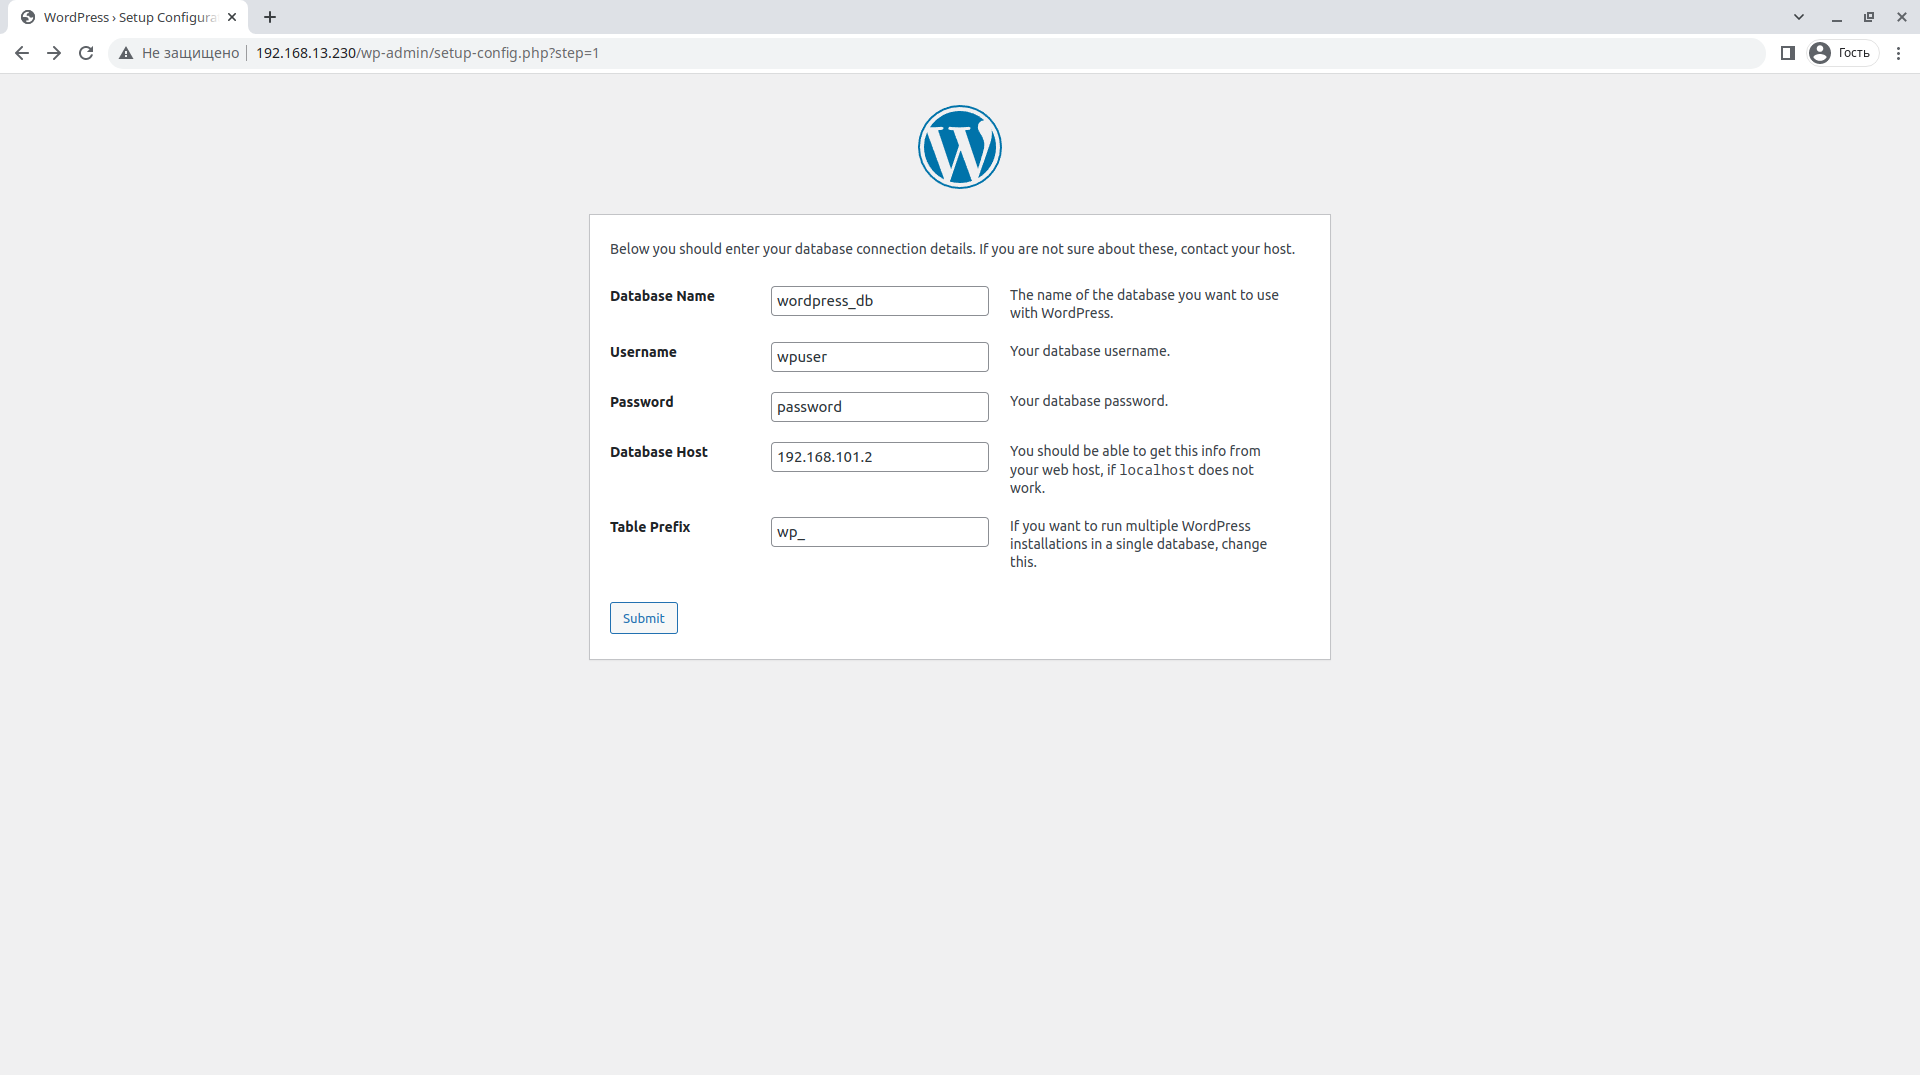 WordPress › Setup Configura
Не защищено 192.168.13.230/wp-admin/setup-config.php?step=1
Гость
Below you should enter your database connection details. If you are not sure about these, contact your host.
Database Name
wordpress_db
The name of the database you want to use
with WordPress.
Username
wpuser
Your database username.
Password
password
Your database password.
Database Host
192.168.101.2
You should be able to get this info from
your web host, if localhost does not
work.
Table Prefix
wp_
If you want to run multiple WordPress
installations in a single database, change
this.
Submit